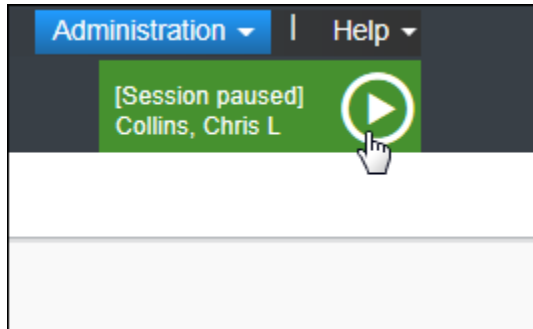 Administration | Help
[Session paused]
Collins, Chris L